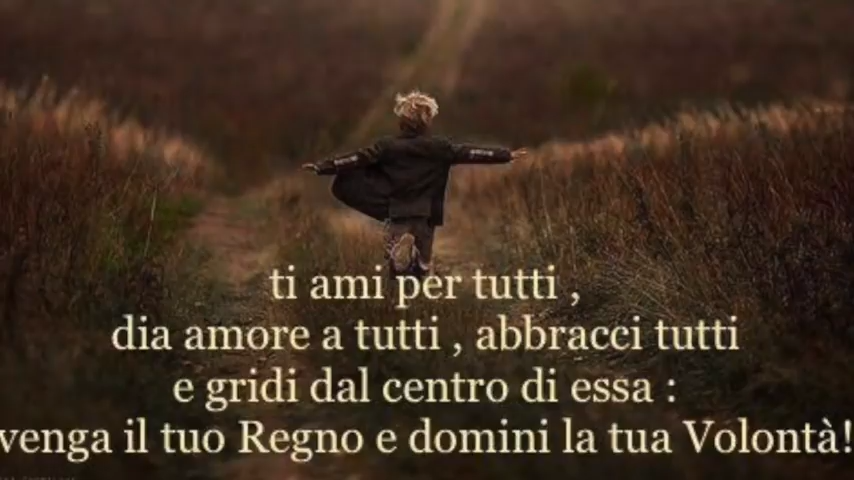 ti ami per tutti ,
dia amore a tutti , abbracci tutti
e gridi dal centro di essa :
venga il tuo Regno e domini la tua Volontà!